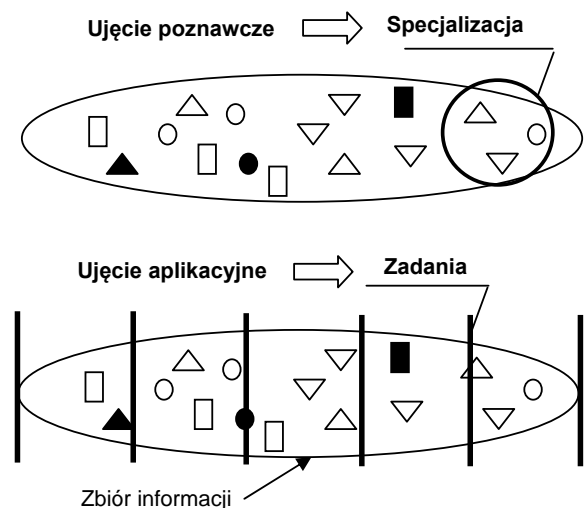 Ujęcie poznawcze Specjalizacja
Ujęcie aplikacyjne Zadania
Zbiór informacji